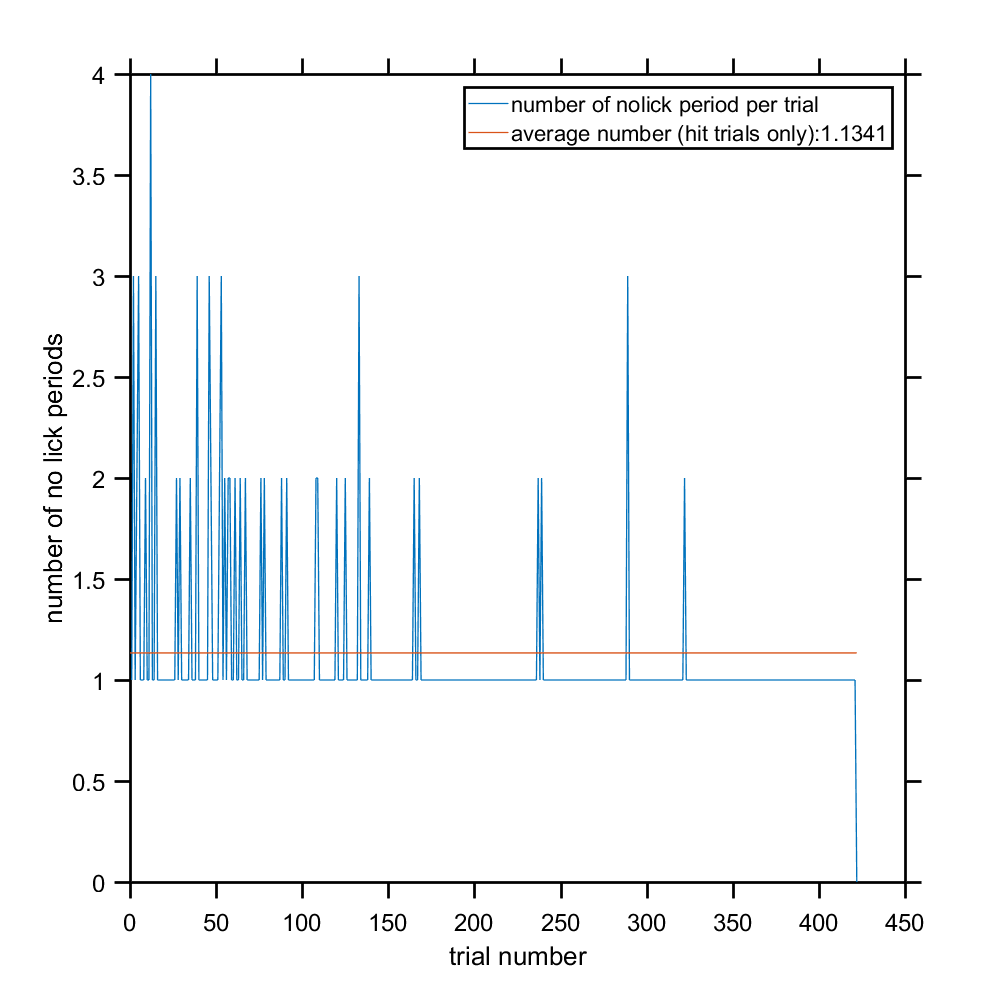 number of nolick period per trial
average number (hit trials only):1.1341
4
3.5
3
2.5
2
1.5
1
0.5
0
number of no lick periods
0 50 100 150 200 250 300 350 400 450
trial number